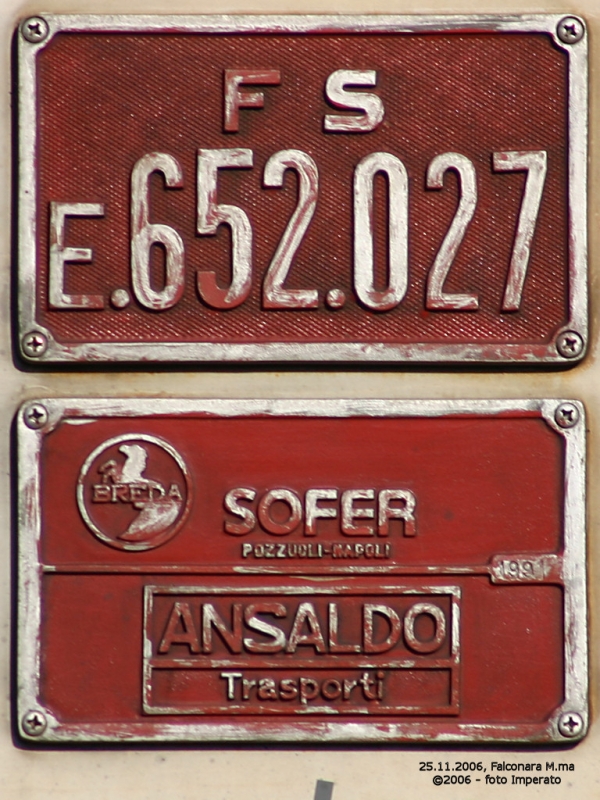 F S
E.652.027
BREDA
SOFER
POZZUOLI-NAPOLI
1991
ANSALDO
Trasporti
25.11.2006, Falconara M.ma
©2006 - foto Imperato